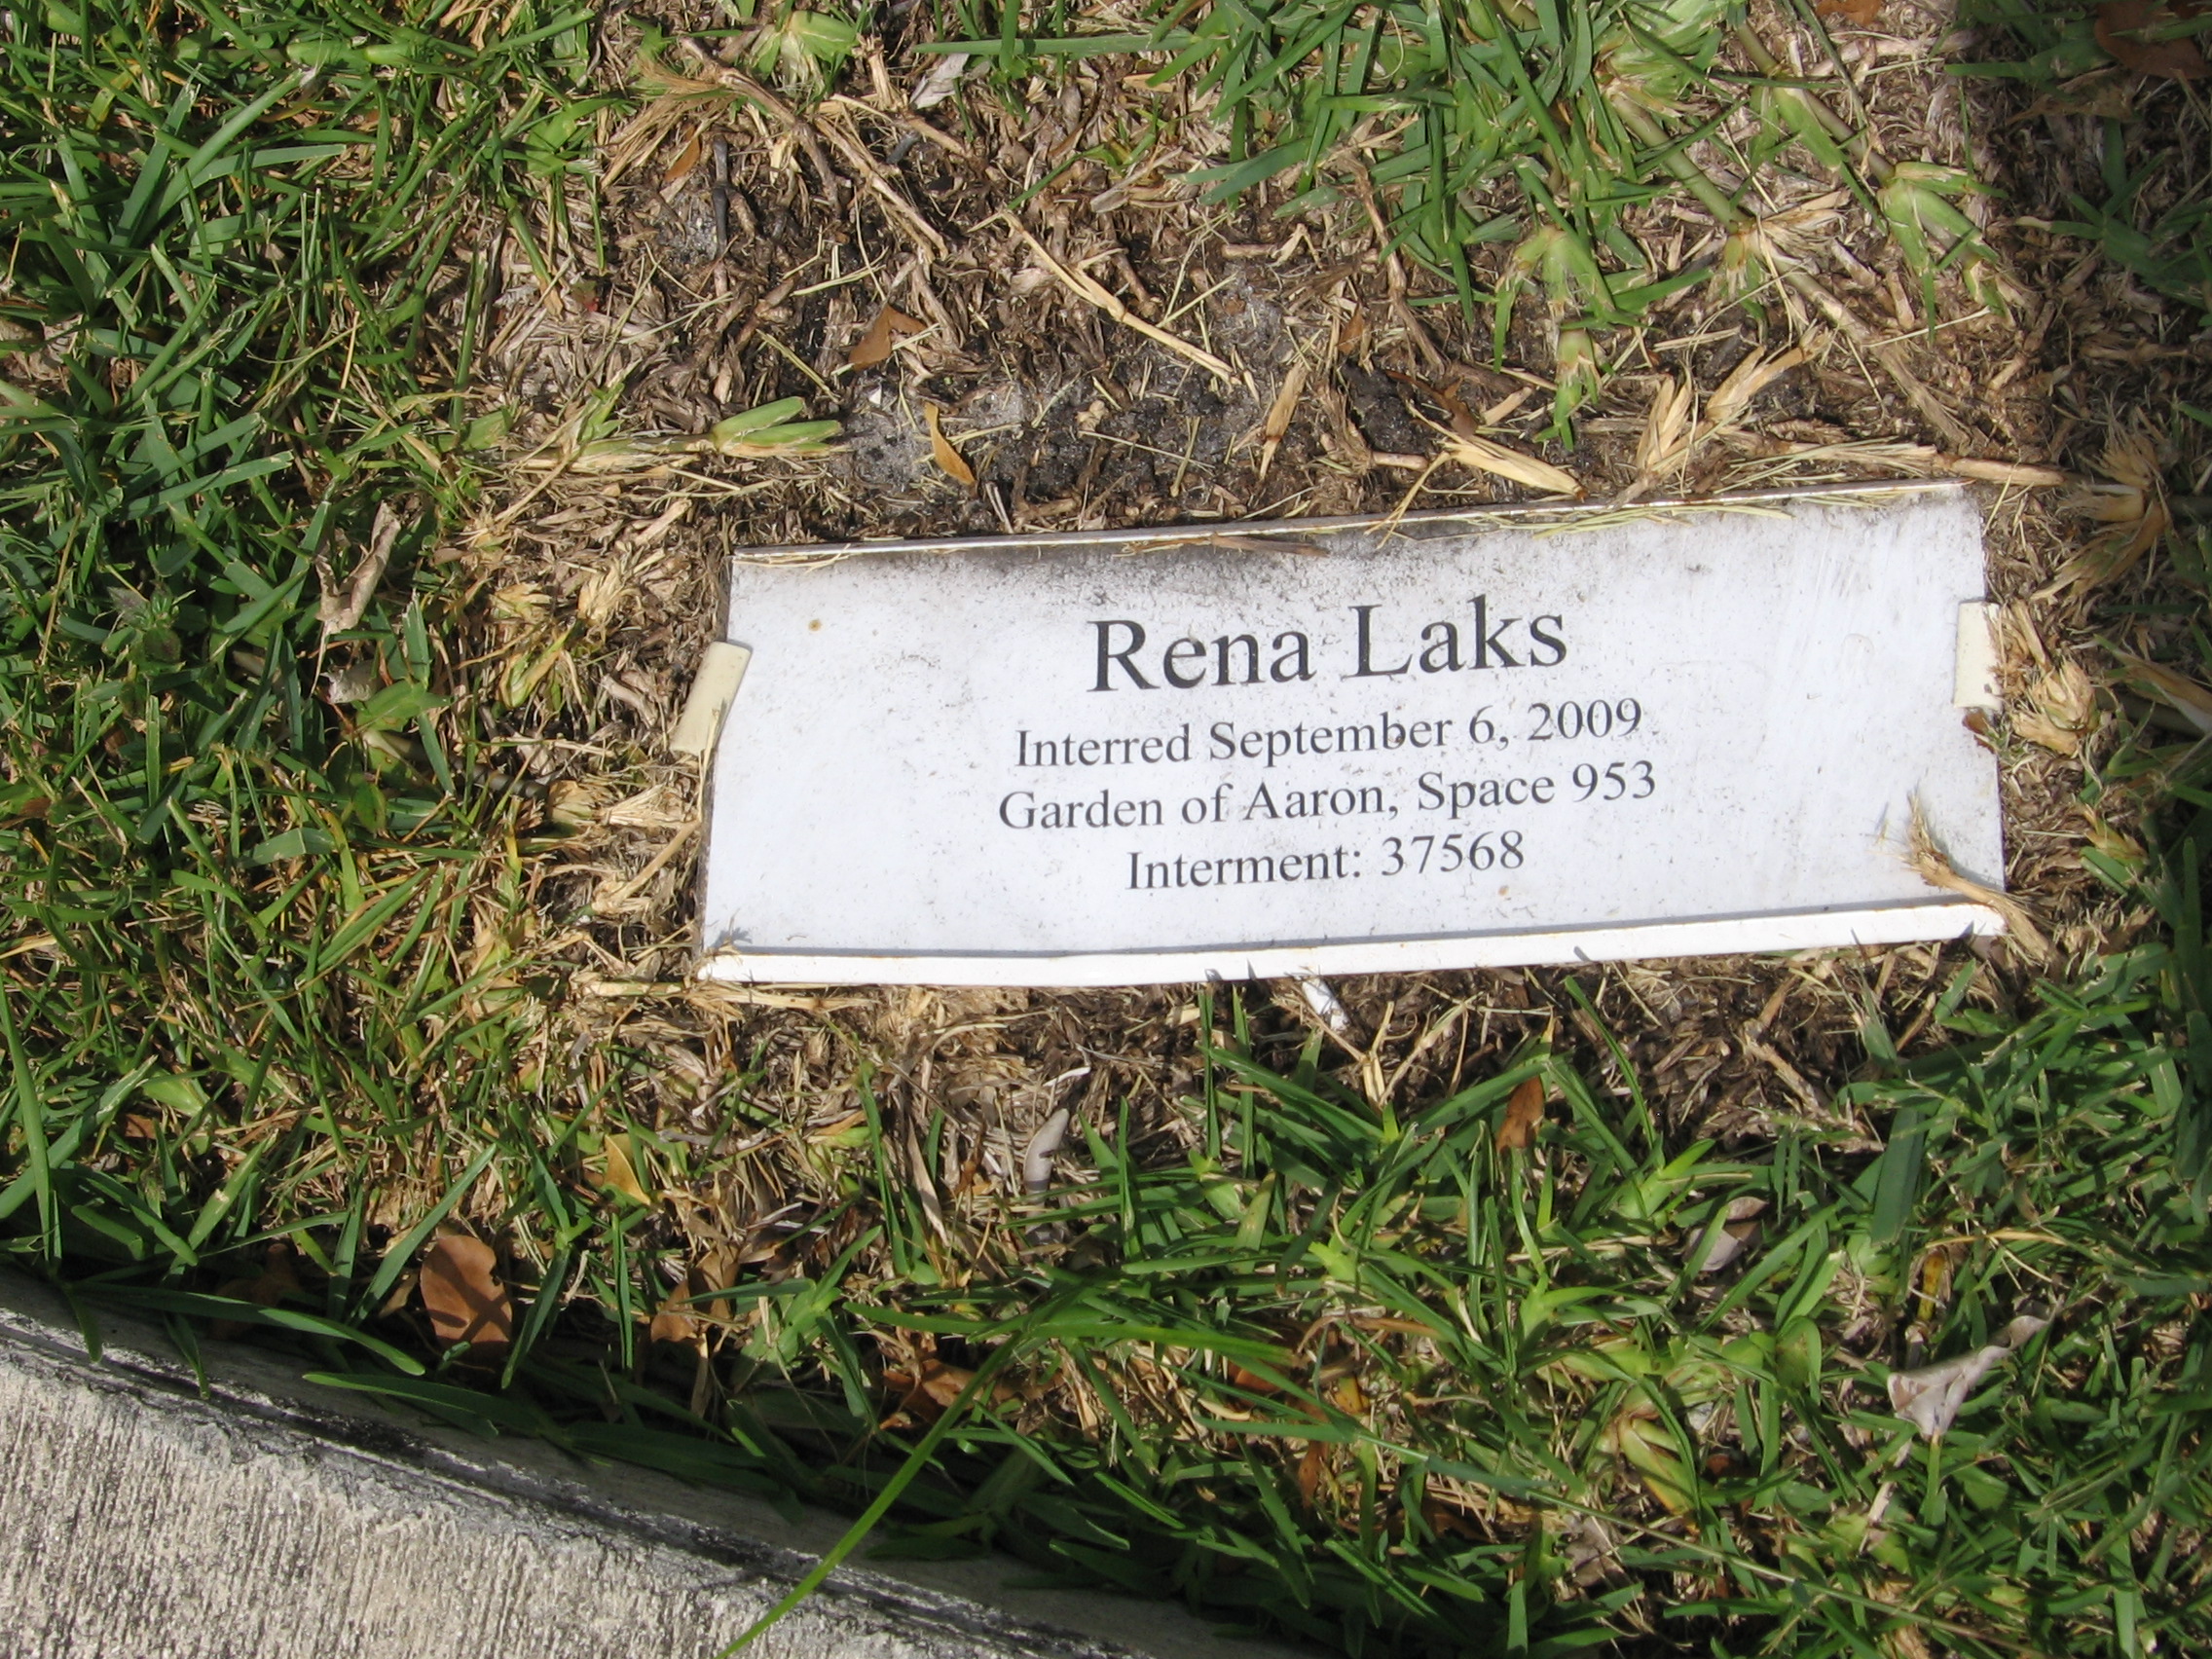 Rena Laks
Interred September 6, 2009
Garden of Aaron, Space 953
Interment: 37568